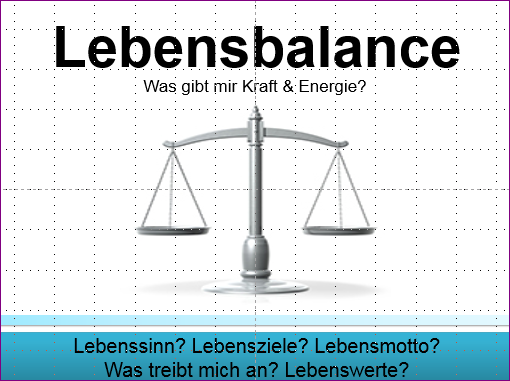 Lebensbalance
Was gibt mir Kraft & Energie?
Lebenssinn? Lebensziele? Lebensmotto?
Was treibt mich an? Lebenswerte?